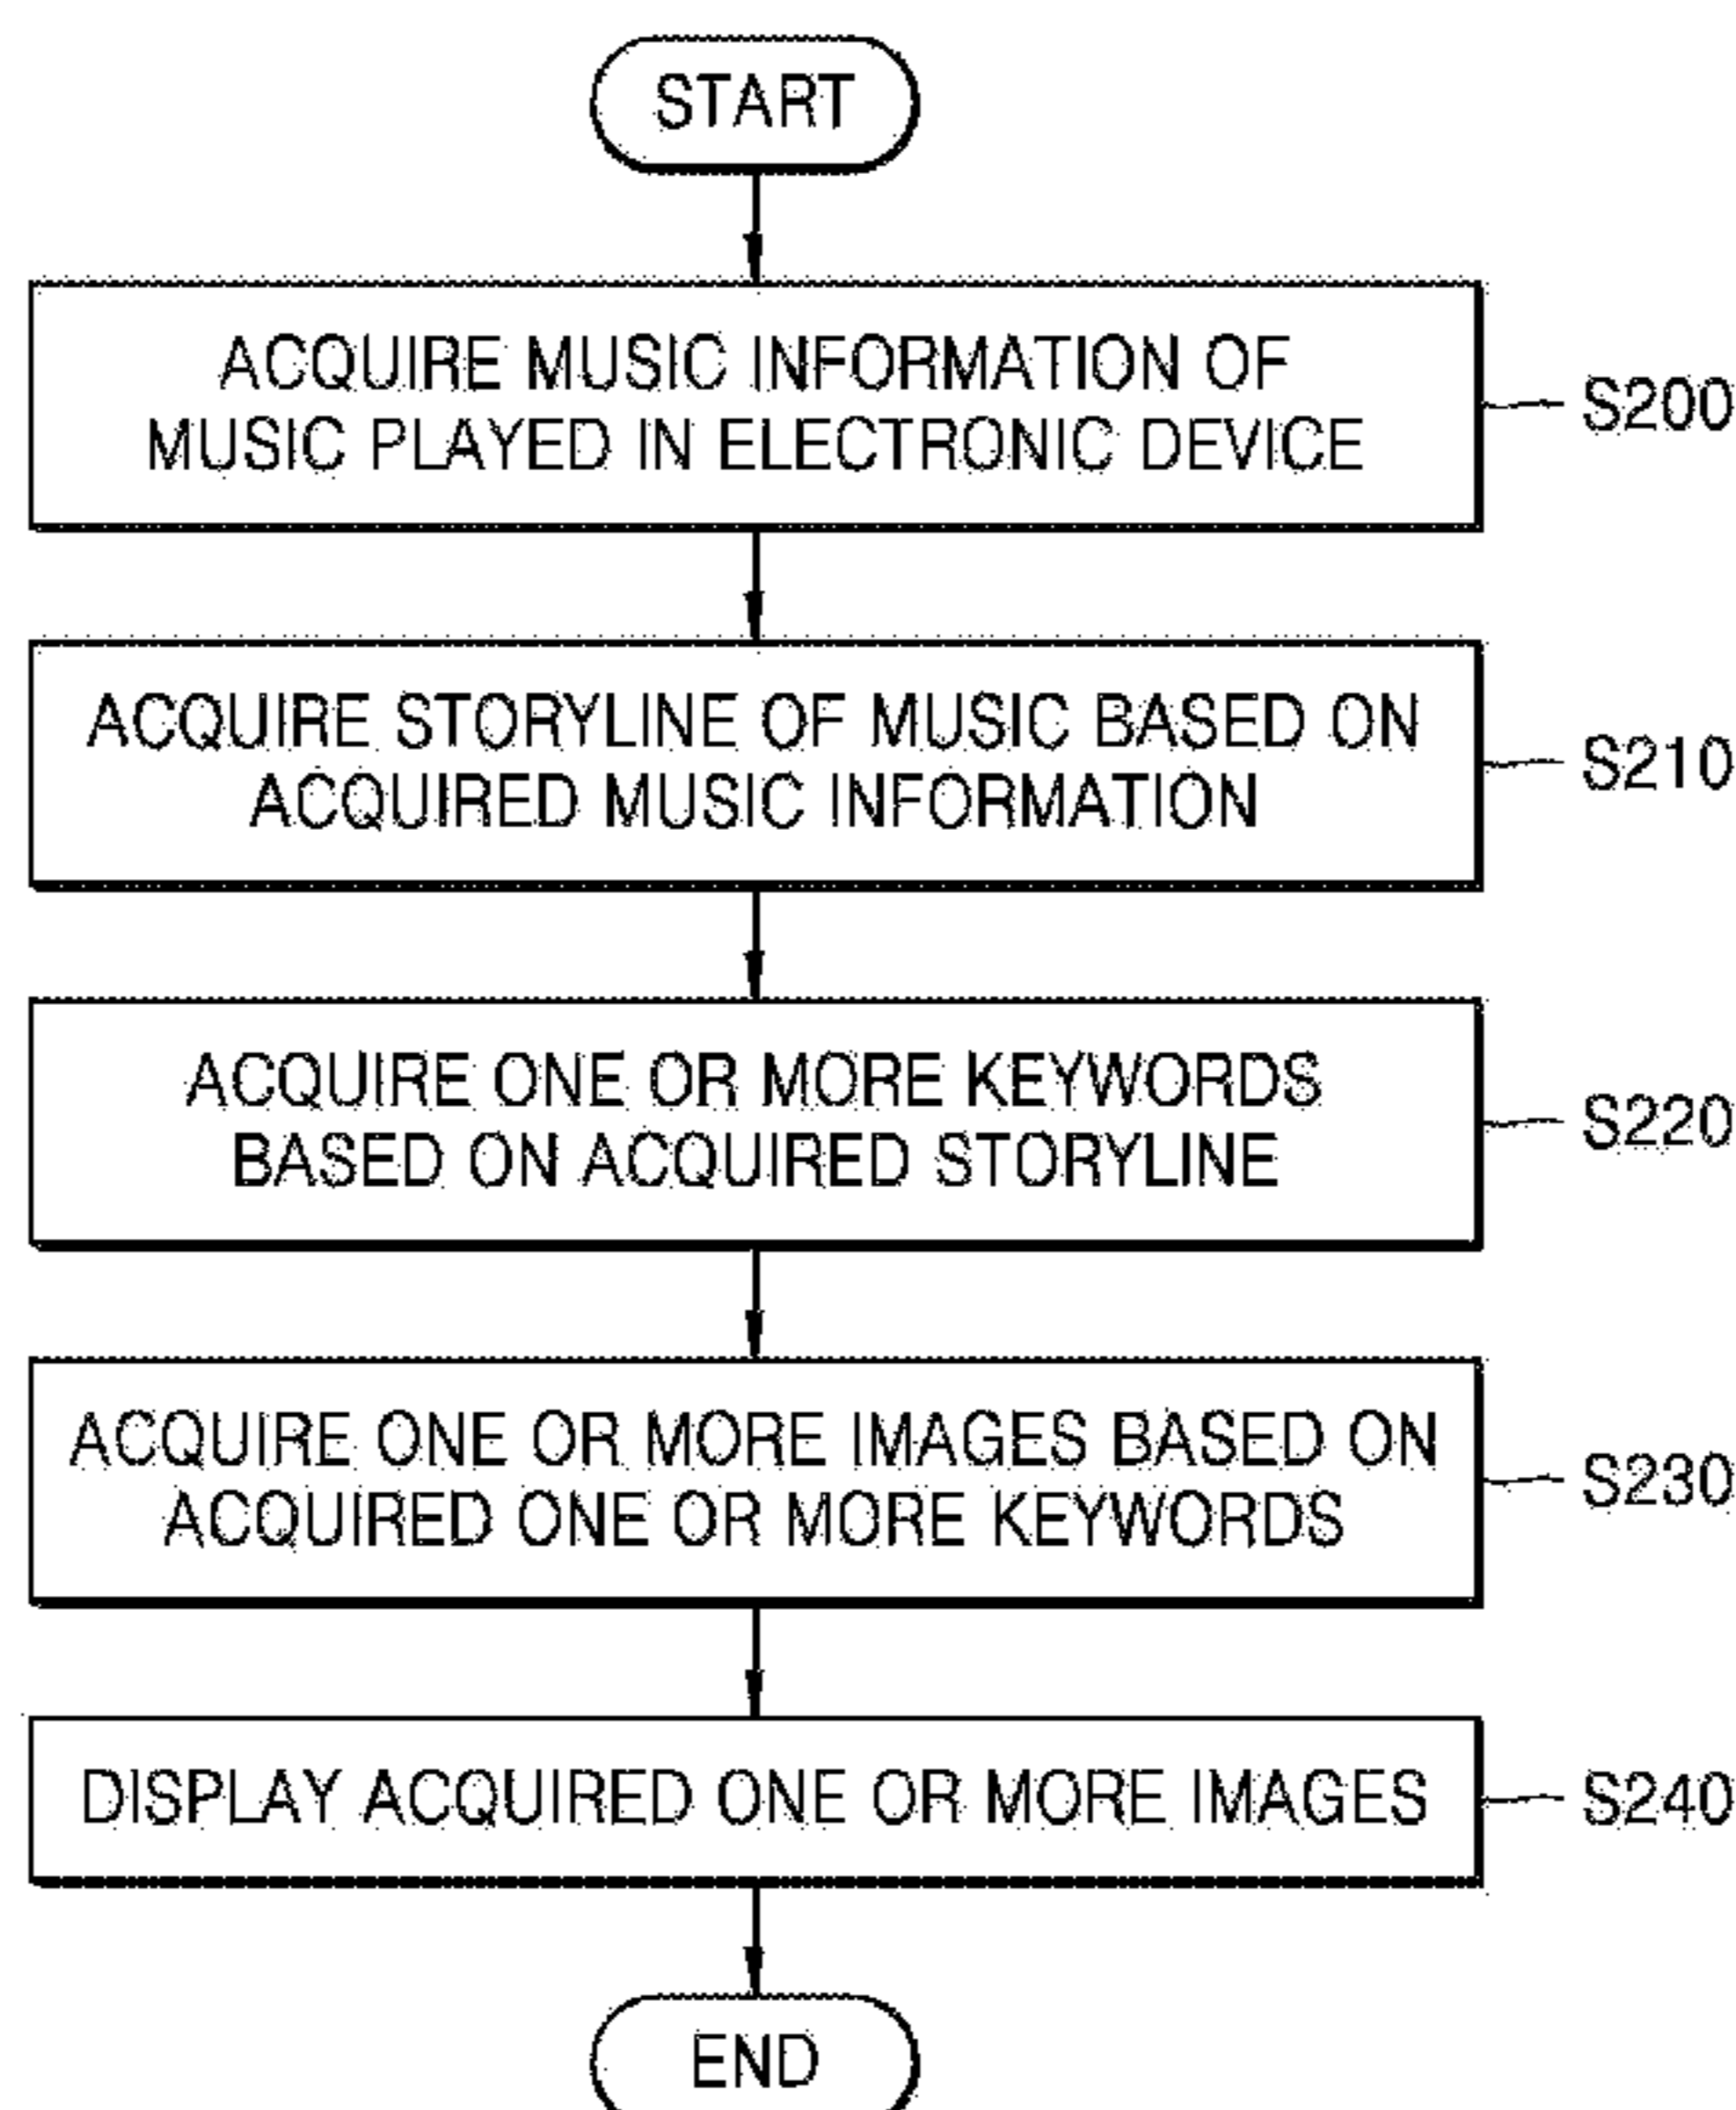 START
ACQUIRE MUSIC INFORMATION OF
MUSIC PLAYED IN ELECTRONIC DEVICE
S200
ACQUIRE STORYLINE OF MUSIC BASED ON
ACQUIRED MUSIC INFORMATION
S210
ACQUIRE ONE OR MORE KEYWORDS
BASED ON ACQUIRED STORYLINE
S220
ACQUIRE ONE OR MORE IMAGES BASED ON
ACQUIRED ONE OR MORE KEYWORDS
S230
DISPLAY ACQUIRED ONE OR MORE IMAGES
S240
END